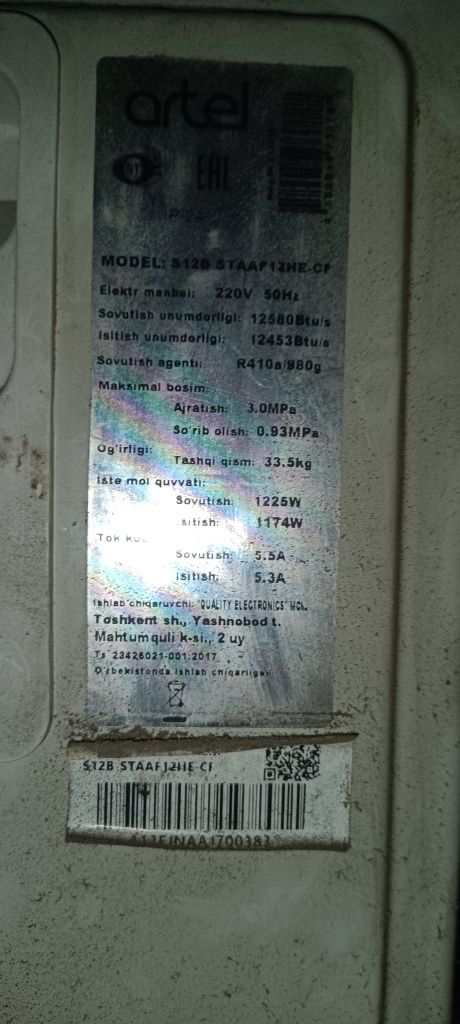 artel
EAC
MODEL: S12B STAAF12HE-CF
Elektr manbai: 220V 50Hz
Sovutish unumdorligi: 12580Btu/s
Isitish unumdorligi: 12453Btu/s
Sovutish agenti: R410a/980g
Maksimal bosim:
Ajratish: 3.0MPa
So'rib olish: 0.93MPa
Og'irligi:
Tashqi qism: 33.5kg
Iste mol quvvati:
Sovutish: 1225W
Isitish: 1174W
Tok
Sovutish: 5.5A
Isitish: 5.3A
Ishlab chiqaruvchi: "QUALITY ELECTRONICS"
Toshkent sh., Yashnobod t.
Mahtumquli k-si., 2 uy
Ts 23426021-001:2017
O'zbekistonda ishlab chiqarilgan
S12B STAAF12HE-CF